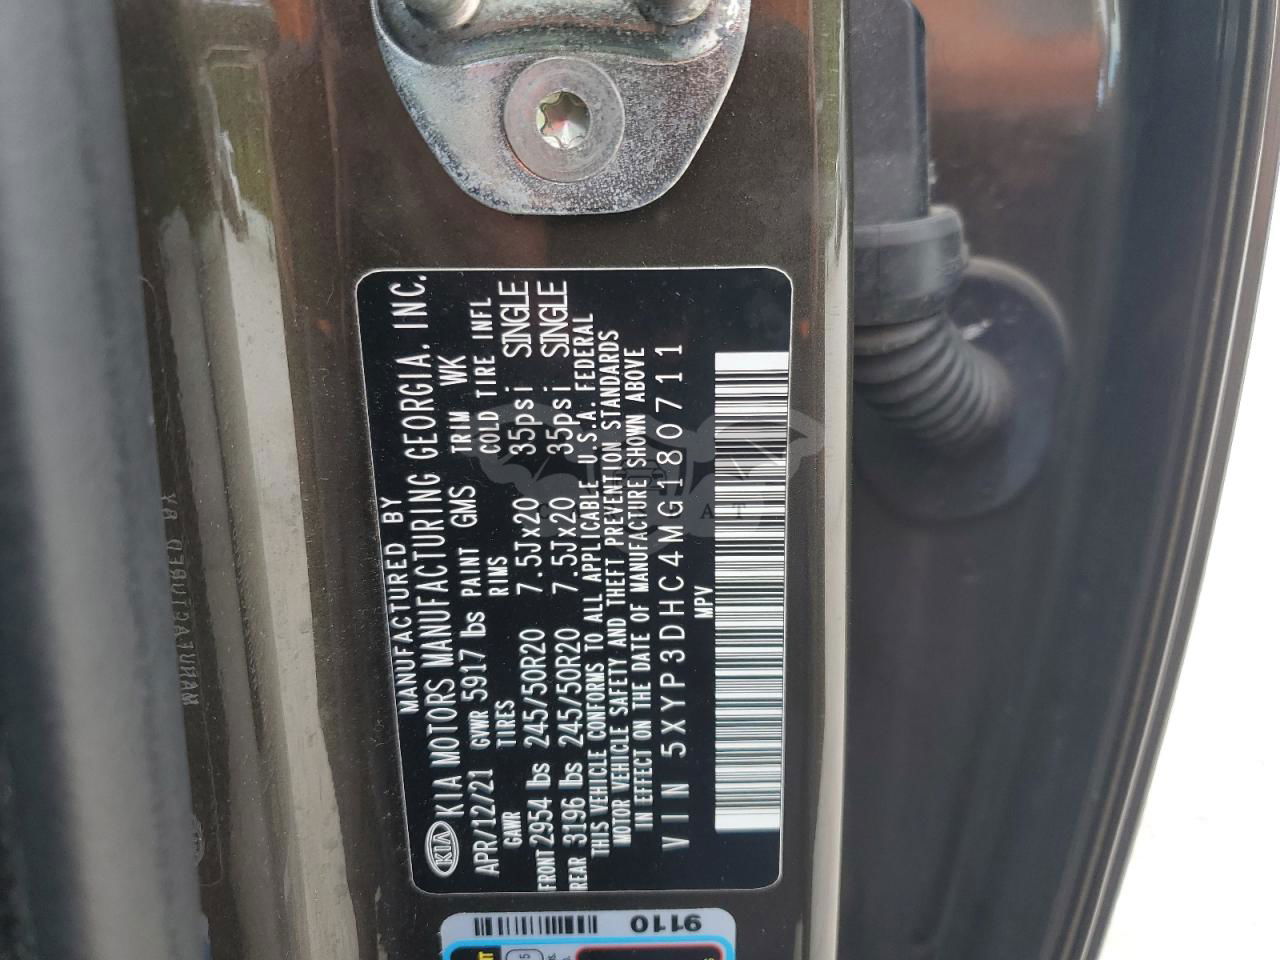 MANUFACTURED BY
KIA KIA MOTORS MANUFACTURING GEORGIA, INC.
APR/12/21 GVWR 5917 lbs PAINT GMS TRIM WK
GAWR TIRES RIMS COLD TIRE INFL
FRONT 2954 lbs 245/50R20 7.5Jx20 35psi SINGLE
REAR 3196 lbs 245/50R20 7.5Jx20 35psi SINGLE
THIS VEHICLE CONFORMS TO ALL APPLICABLE U.S.A. FEDERAL
MOTOR VEHICLE SAFETY AND THEFT PREVENTION STANDARDS
IN EFFECT ON THE DATE OF MANUFACTURE SHOWN ABOVE
VIN 5XYP3DHC4MG180711
MPV
9110